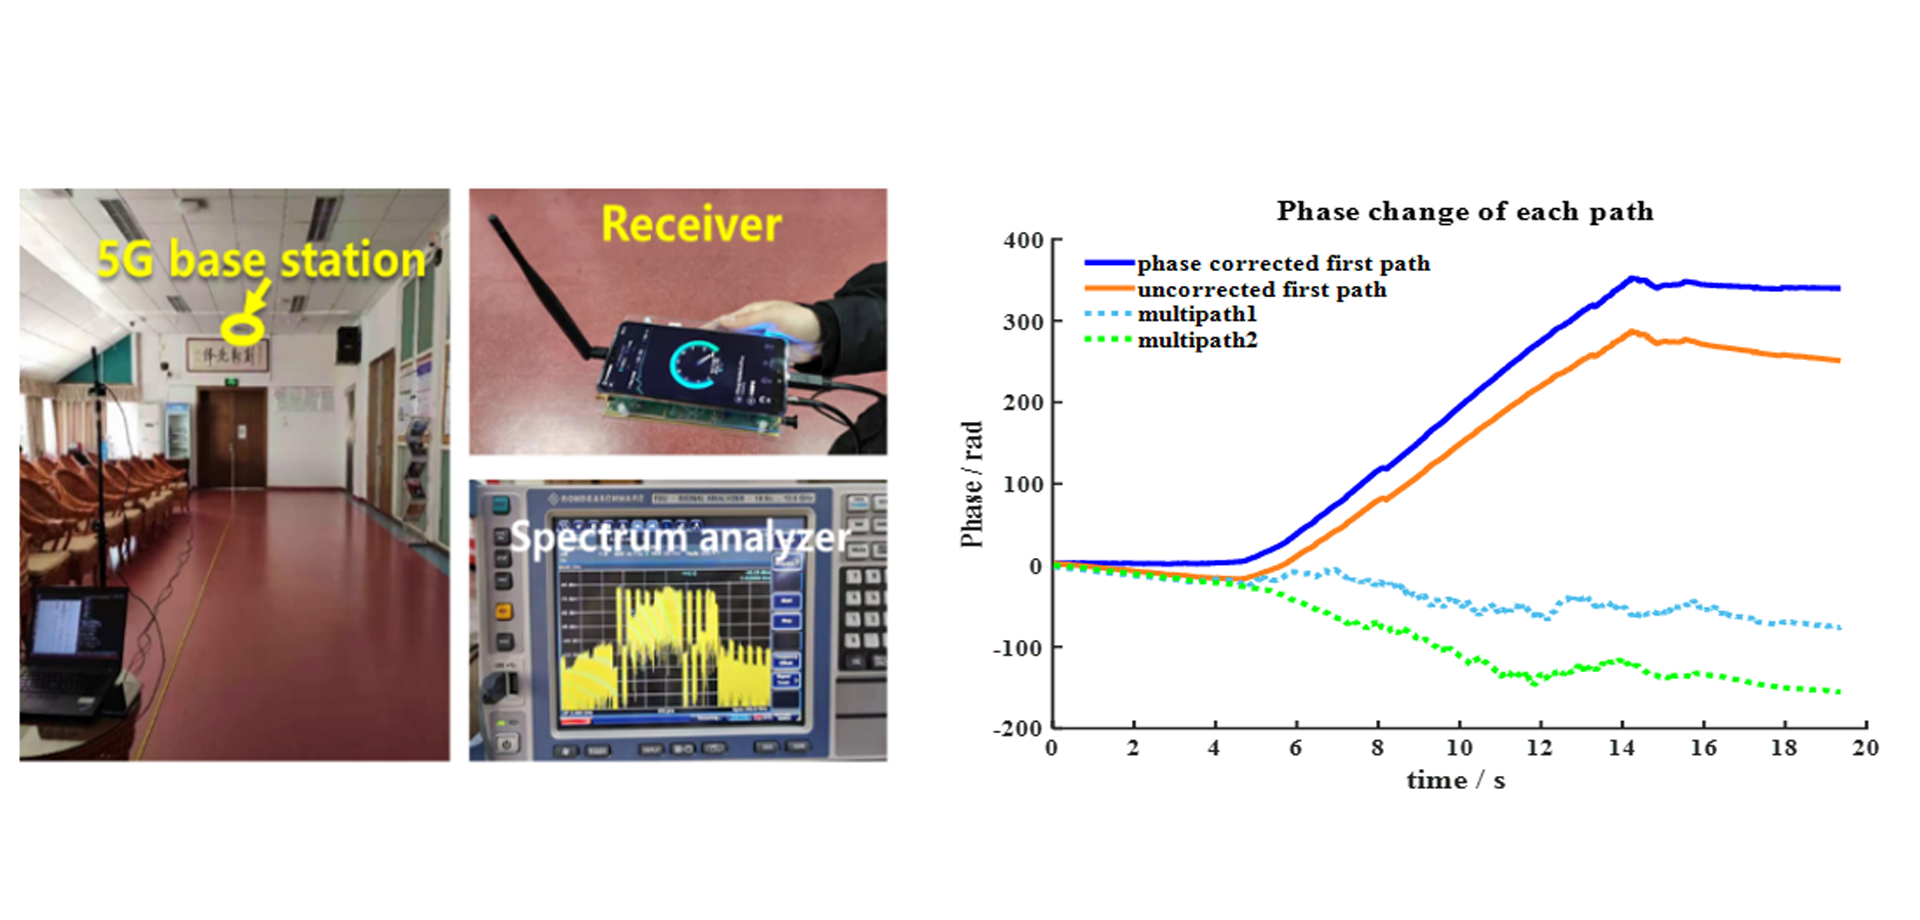 5G base station
Receiver
Spectrum analyzer
ROHDE&SCHWARZ
Phase change of each path
phase corrected first path
uncorrected first path
multipath1
multipath2
Phase / rad
400
300
200
100
0
-100
-200
0 2 4 6 8 10 12 14 16 18 20
time / s